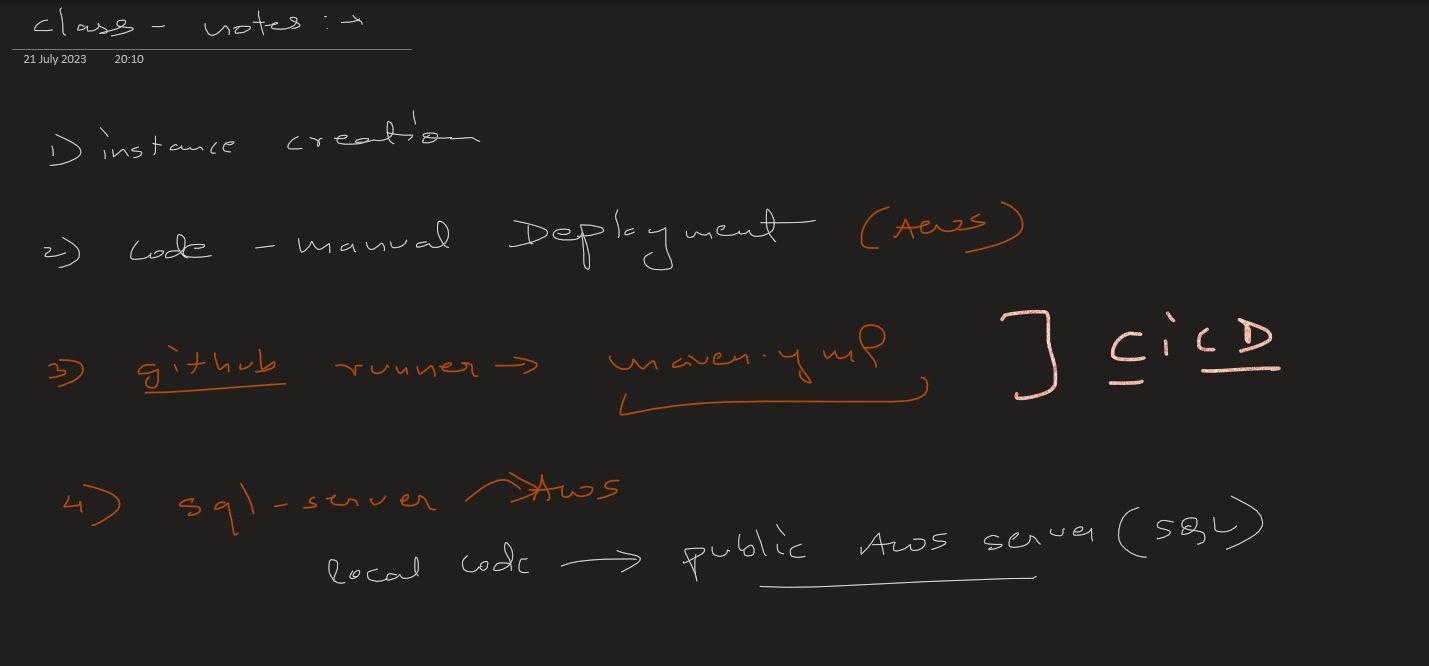 class - notes :→
21 July 2023 20:10
1) instance creation
2) code - manual Deployment (Aws)
3) github runner → maven.yml ] CiCD
4) sql-server → Aws
local code → public Aws server (SQL)